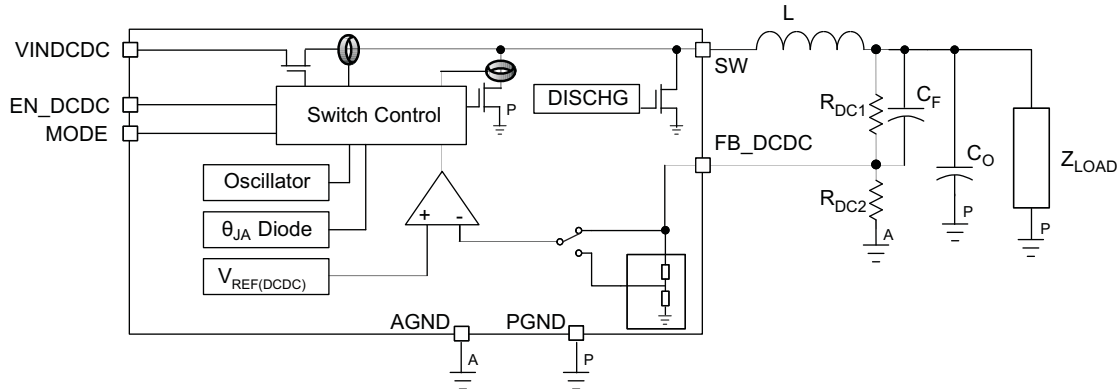 L
VINDCDC
SW
EN_DCDC
MODE
Switch Control
P
DISCHG
RDC1
CF
FB_DCDC
CO
ZLOAD
Oscillator
RDC2
P
θJA Diode
+
-
A
P
VREF(DCDC)
AGND
PGND
A
P